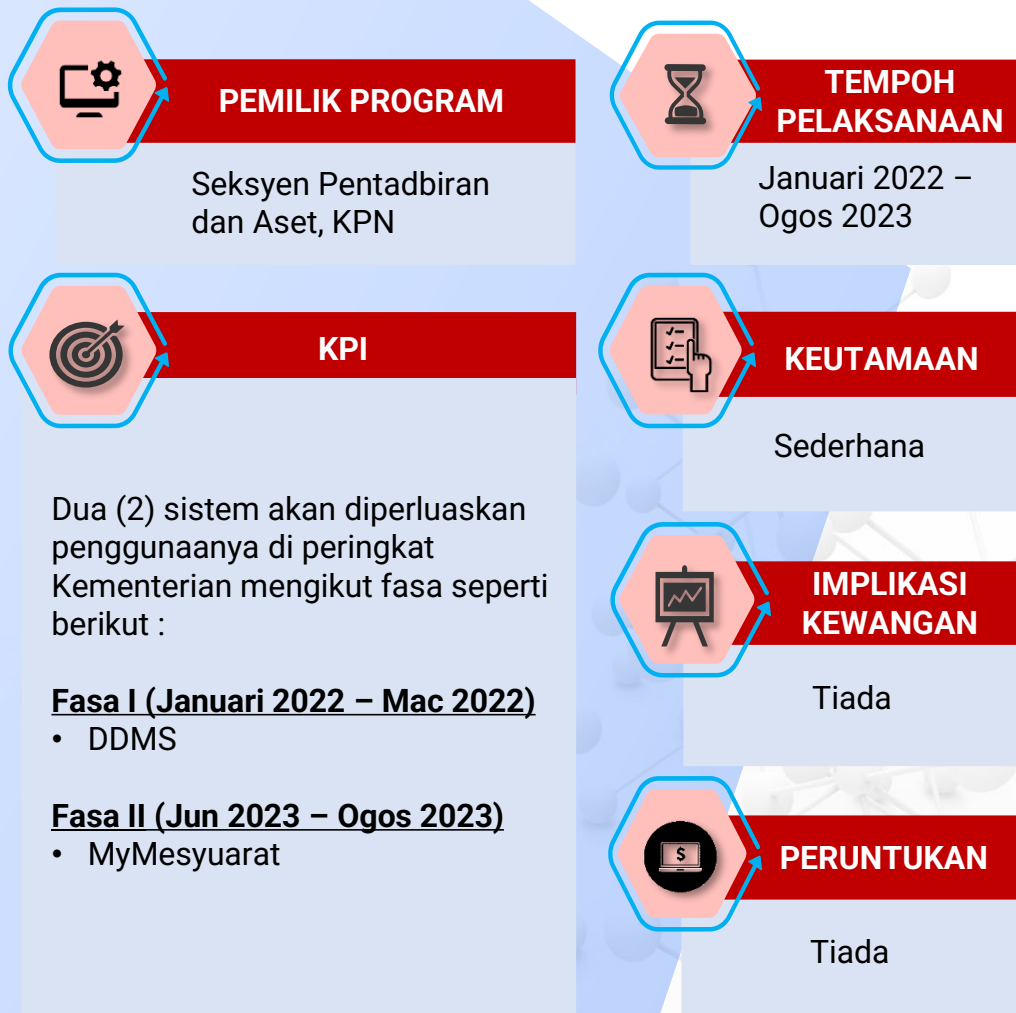 PEMILIK PROGRAM
Seksyen Pentadbiran
dan Aset, KPN
KPI
Dua (2) sistem akan diperluaskan
penggunaanya di peringkat
Kementerian mengikut fasa seperti
berikut :
Fasa I (Januari 2022 – Mac 2022)
• DDMS
Fasa II (Jun 2023 – Ogos 2023)
• MyMesyuarat
TEMPOH
PELAKSANAAN
Januari 2022 –
Ogos 2023
KEUTAMAAN
Sederhana
IMPLIKASI
KEWANGAN
Tiada
$
PERUNTUKAN
Tiada